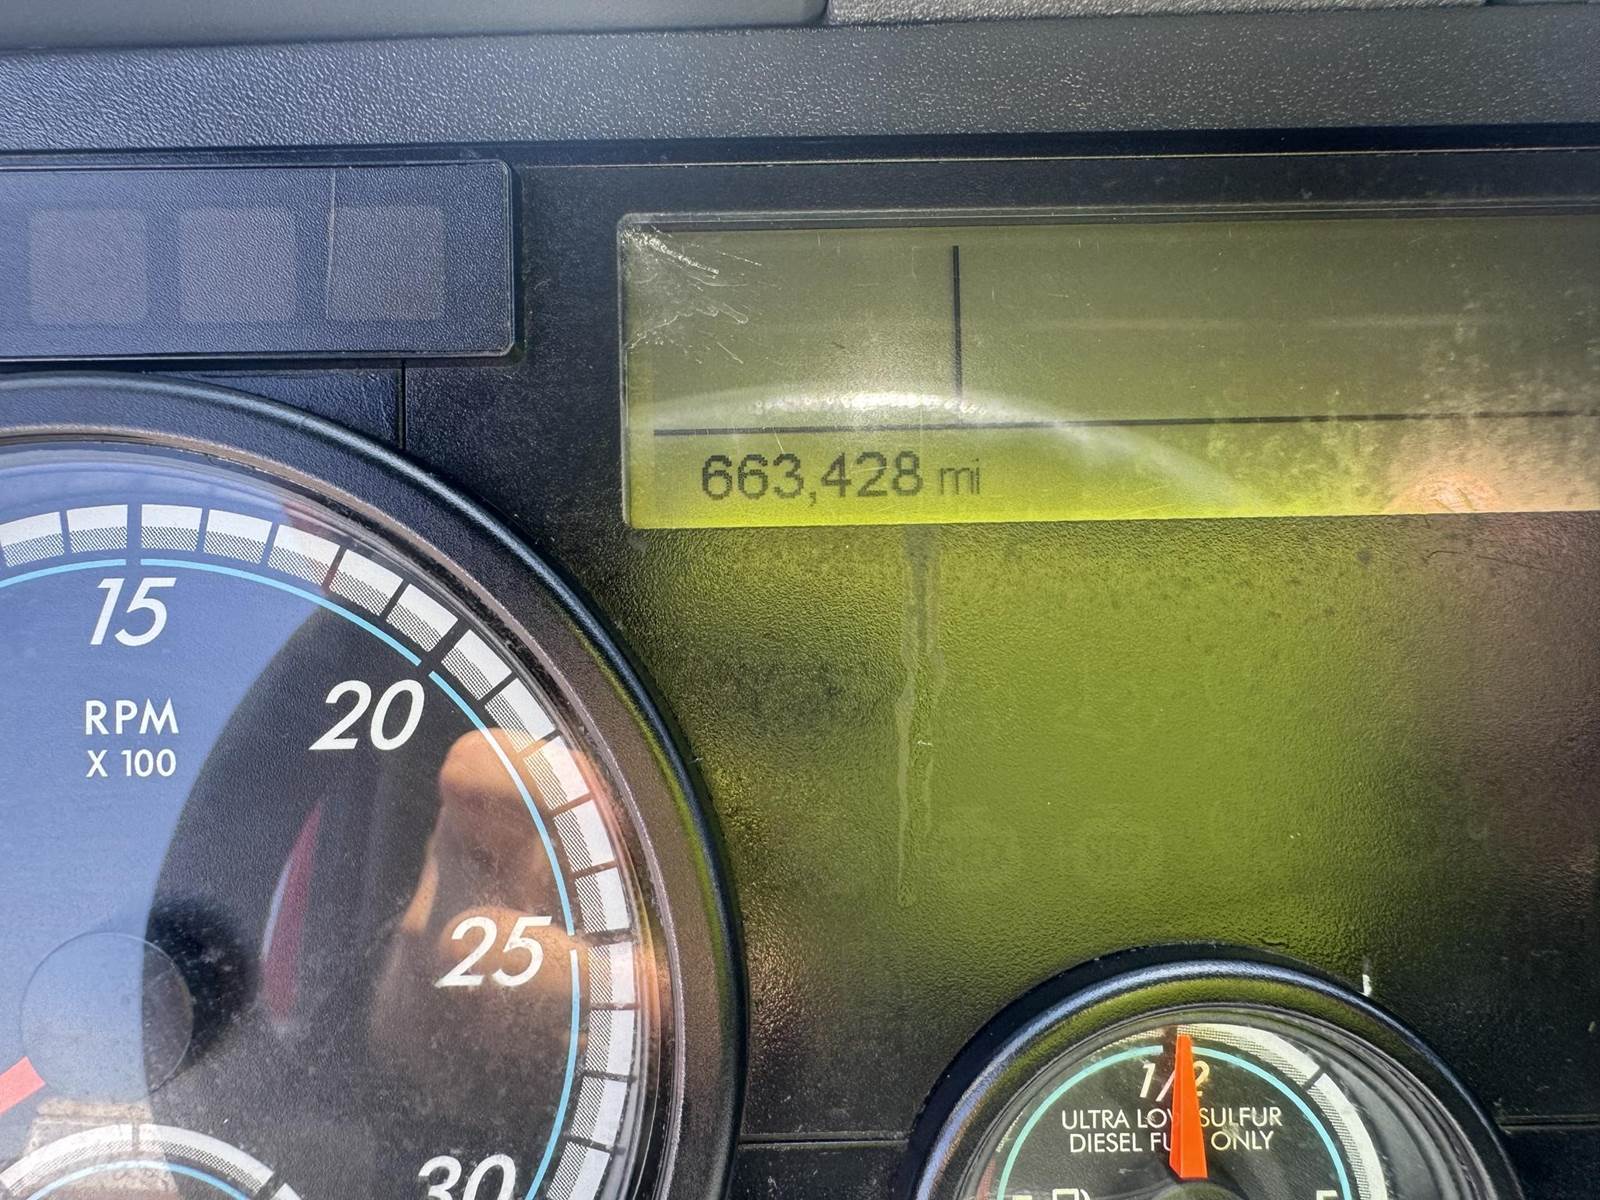 663,428 mi
15
20
RPM
X 100
25
30
1/2
ULTRA LOW SULFUR
DIESEL FUEL ONLY